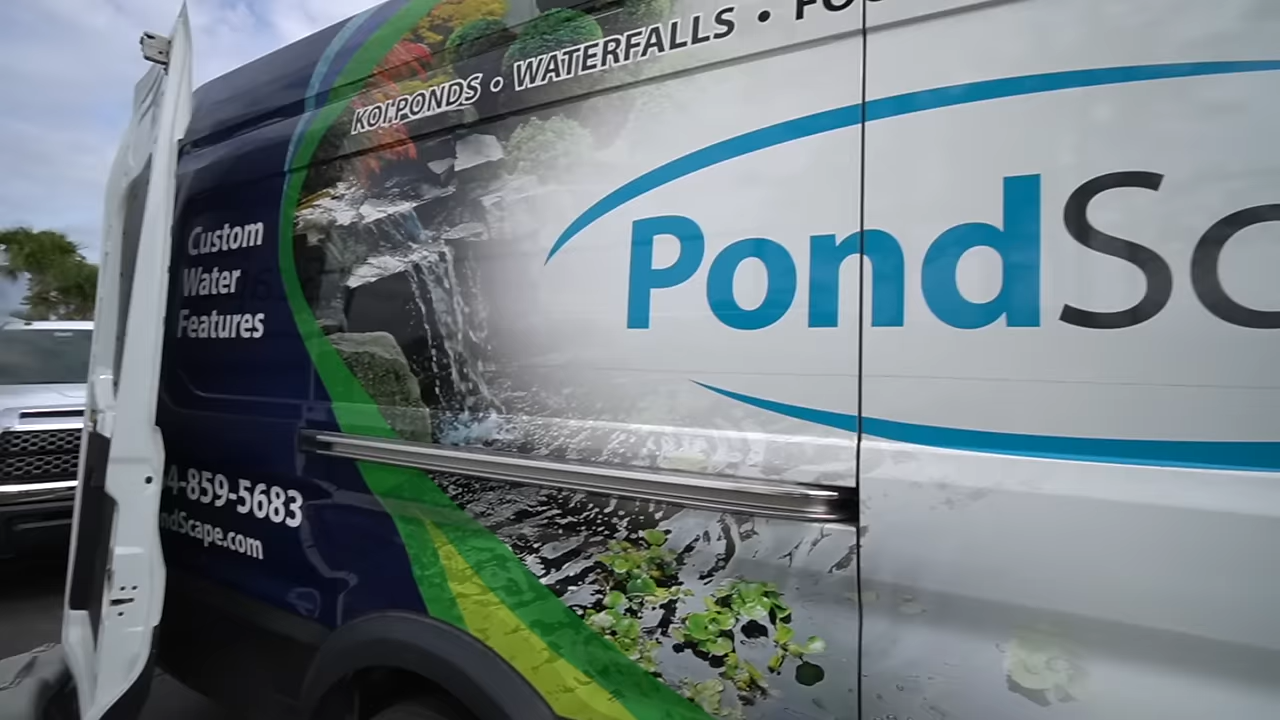 KOI PONDS • WATERFALLS •
PondSc
Custom
Water
Features
4-859-5683
ndScape.com